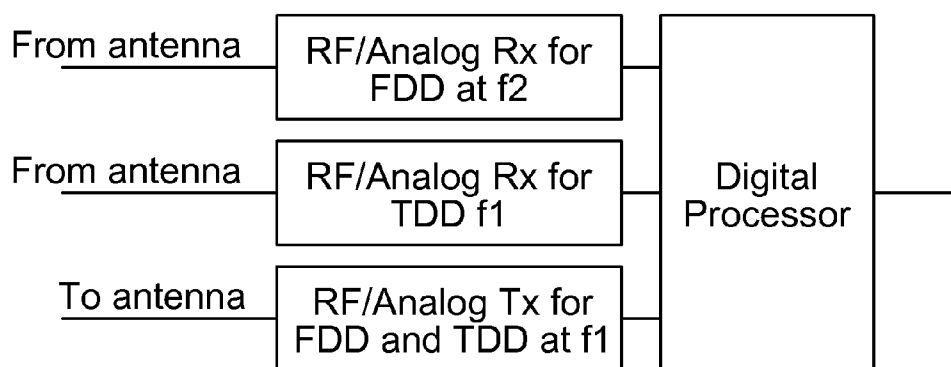 From antenna
RF/Analog Rx for
FDD at f2
From antenna
RF/Analog Rx for
TDD f1
Digital
Processor
To antenna
RF/Analog Tx for
FDD and TDD at f1